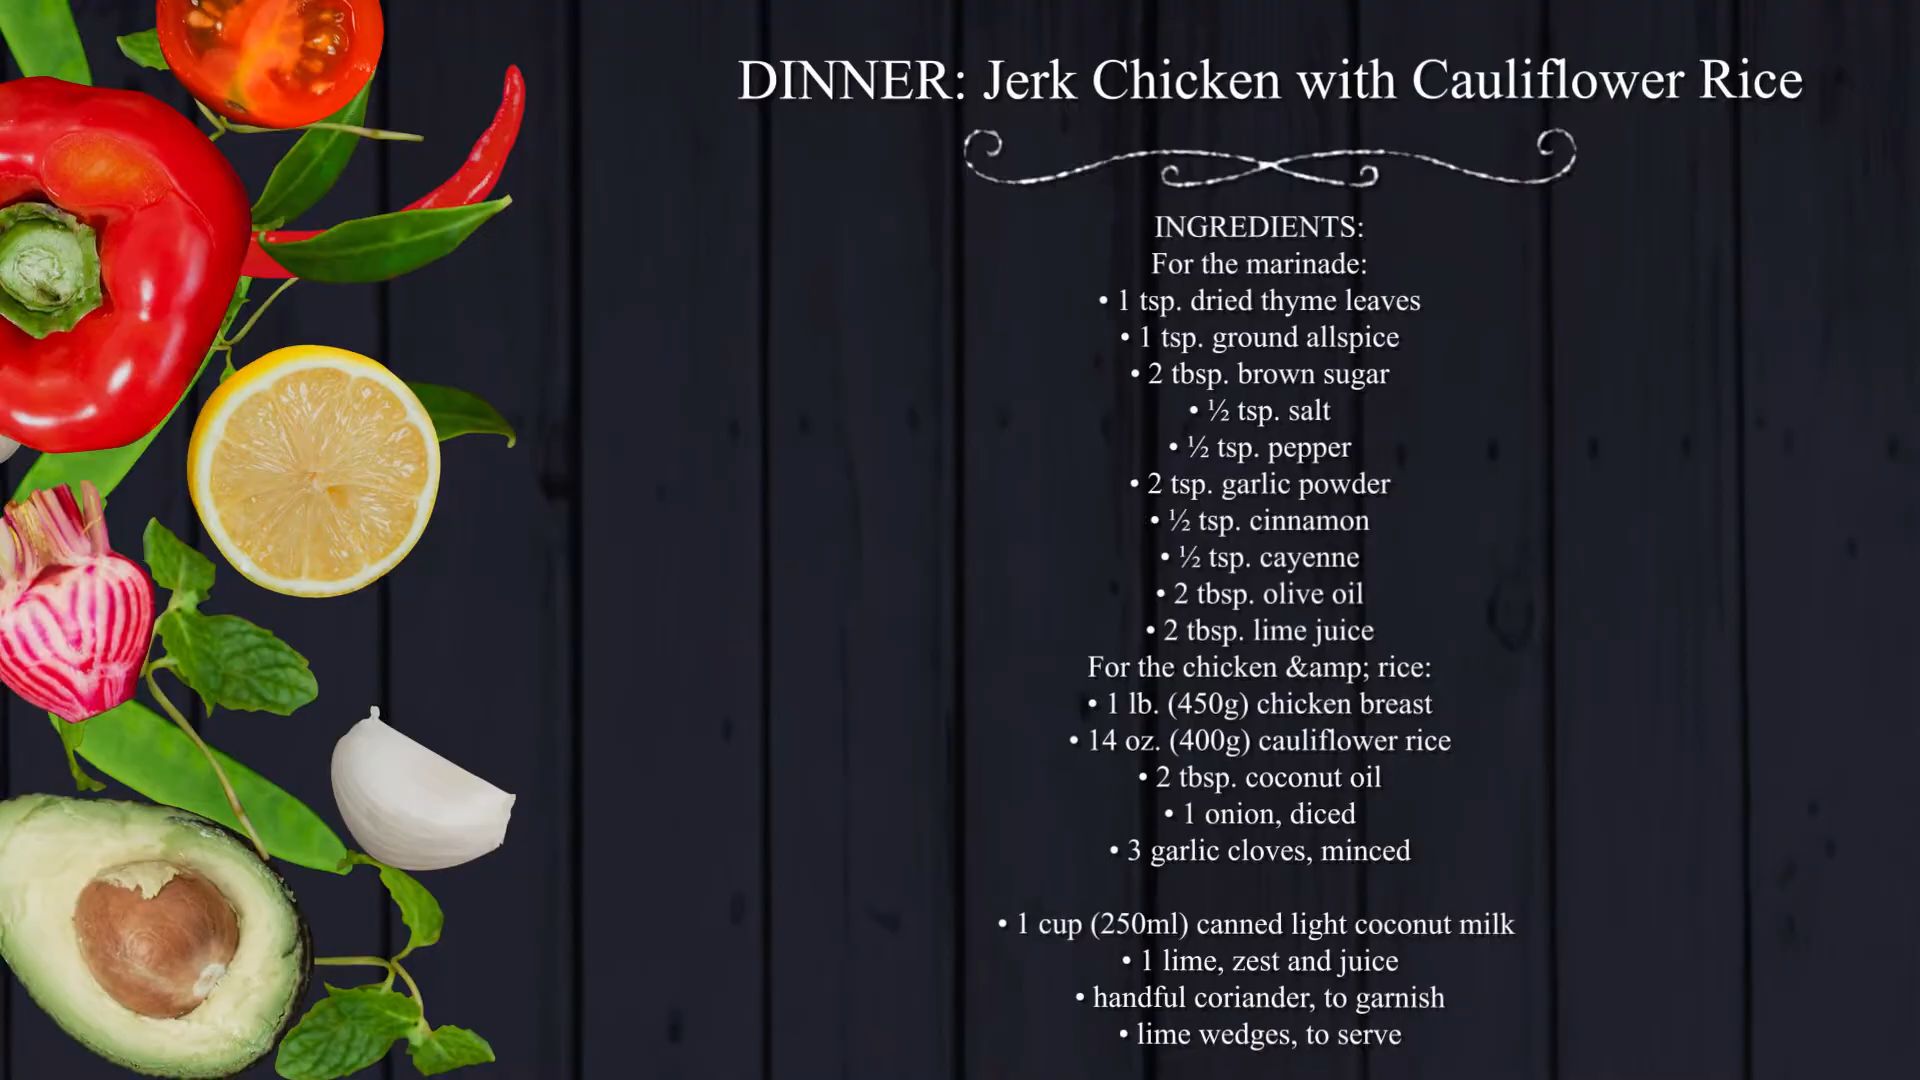 DINNER: Jerk Chicken with Cauliflower Rice
INGREDIENTS:
For the marinade:
• 1 tsp. dried thyme leaves
• 1 tsp. ground allspice
• 2 tbsp. brown sugar
• ½ tsp. salt
• ½ tsp. pepper
• 2 tsp. garlic powder
• ½ tsp. cinnamon
• ½ tsp. cayenne
• 2 tbsp. olive oil
• 2 tbsp. lime juice
For the chicken &amp; rice:
• 1 lb. (450g) chicken breast
• 14 oz. (400g) cauliflower rice
• 2 tbsp. coconut oil
• 1 onion, diced
• 3 garlic cloves, minced
• 1 cup (250ml) canned light coconut milk
• 1 lime, zest and juice
• handful coriander, to garnish
• lime wedges, to serve